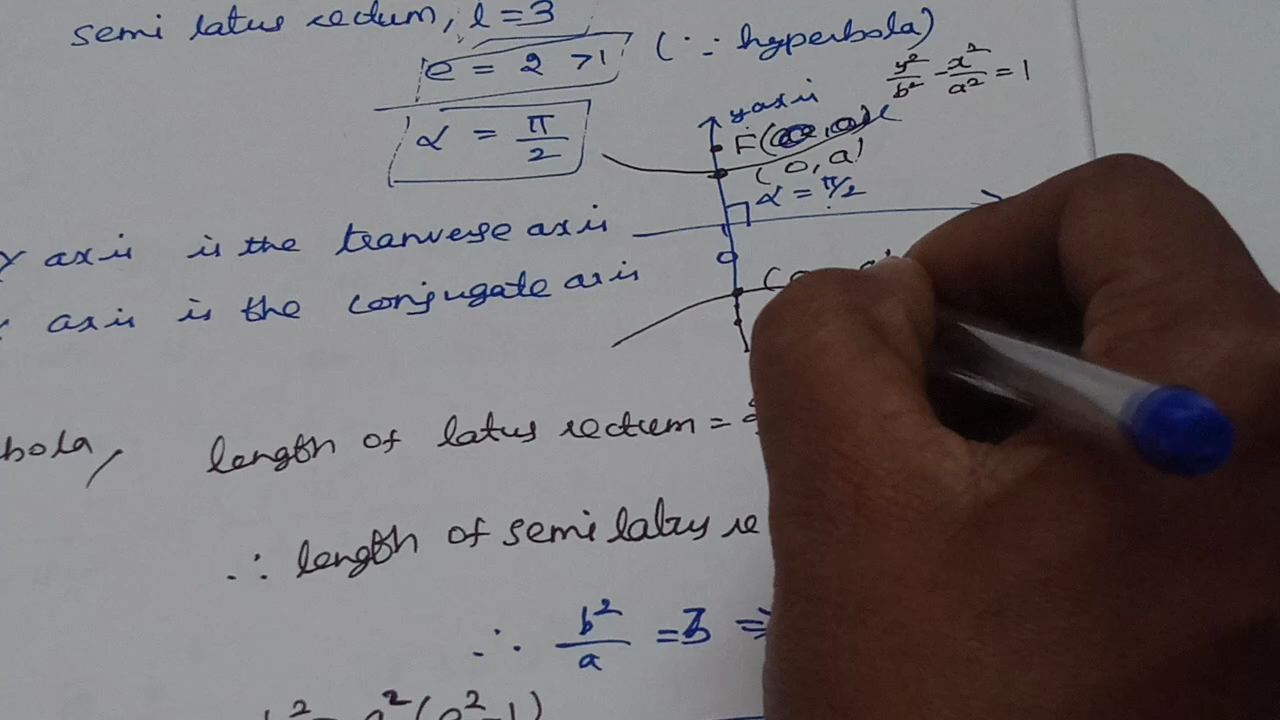 semi latus rectum, l = 3
e = 2 > 1 (∵ hyperbola)
y²/b² - x²/a² = 1
α = π/2
y axis
F(
(0, a)
α = π/2
Y axis is the tranverse axis
axis is the conjugate axis
bola, length of latus rectum =
∴ length of semi latus re
∴ b²/a = 3 ⇒
b² = a²(e²-1)